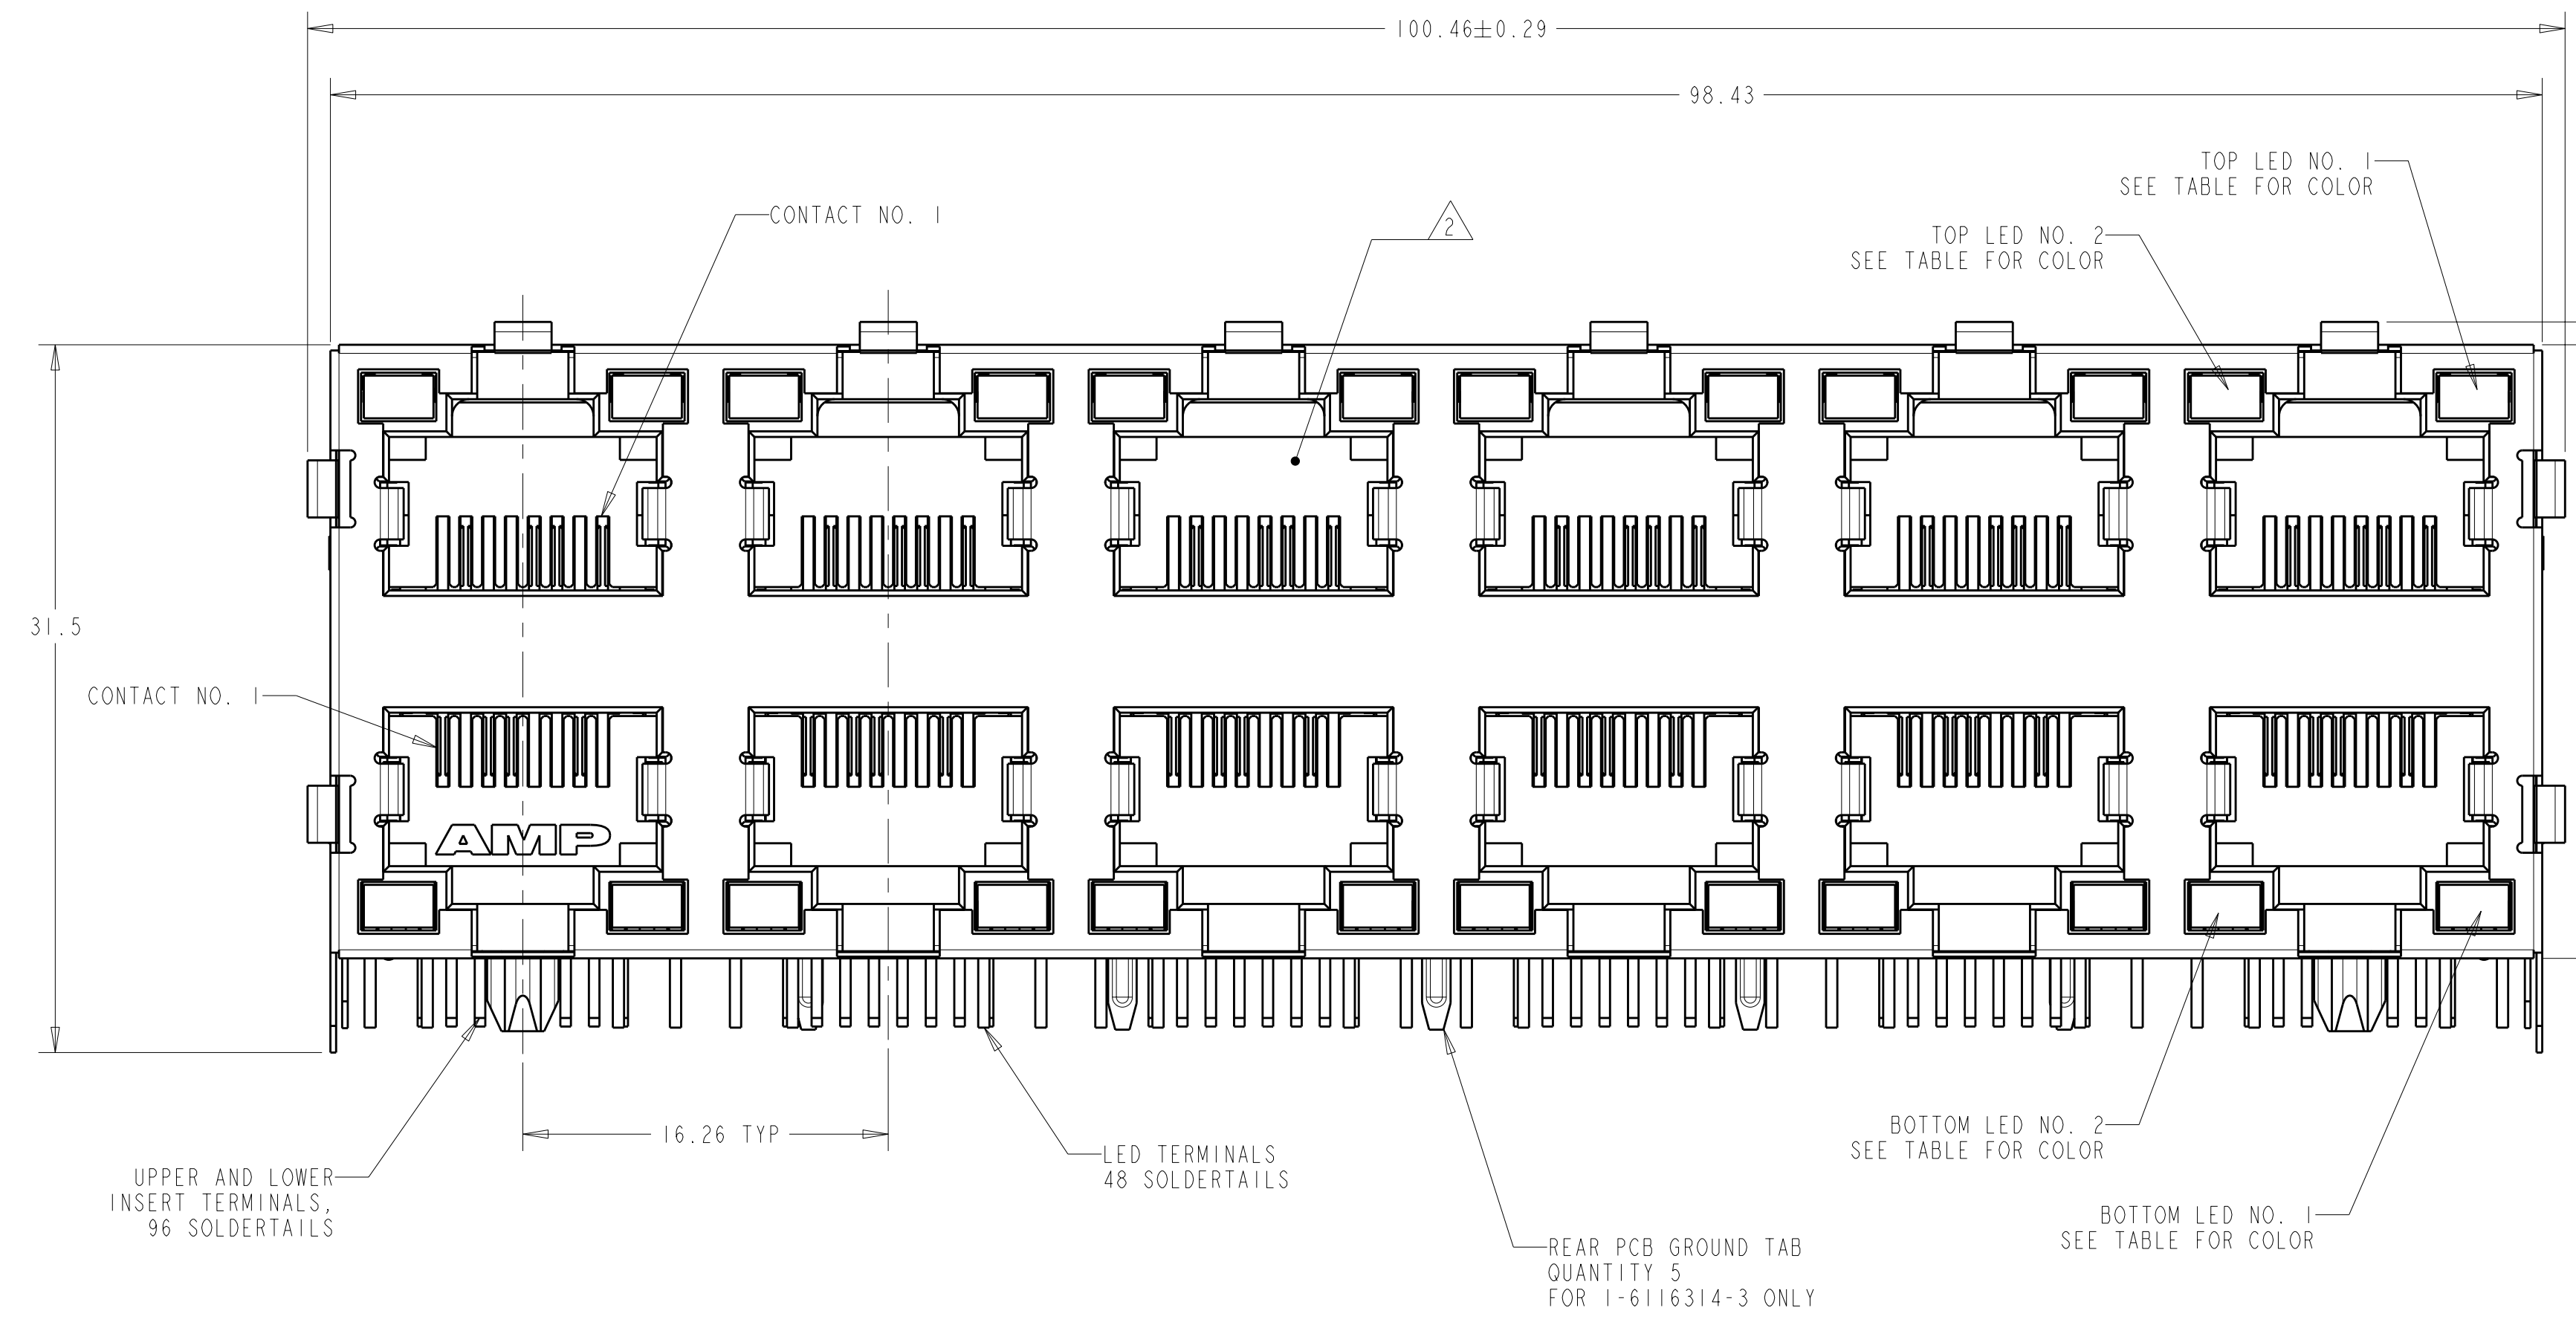 100.46±0.29
98.43
TOP LED NO. 1
SEE TABLE FOR COLOR
CONTACT NO. 1
2
TOP LED NO. 2
SEE TABLE FOR COLOR
31.5
CONTACT NO. 1
AMP
16.26 TYP
BOTTOM LED NO. 2
SEE TABLE FOR COLOR
LED TERMINALS
48 SOLDERTAILS
UPPER AND LOWER
INSERT TERMINALS,
96 SOLDERTAILS
BOTTOM LED NO. 1
SEE TABLE FOR COLOR
REAR PCB GROUND TAB
QUANTITY 5
FOR 1-6116314-3 ONLY